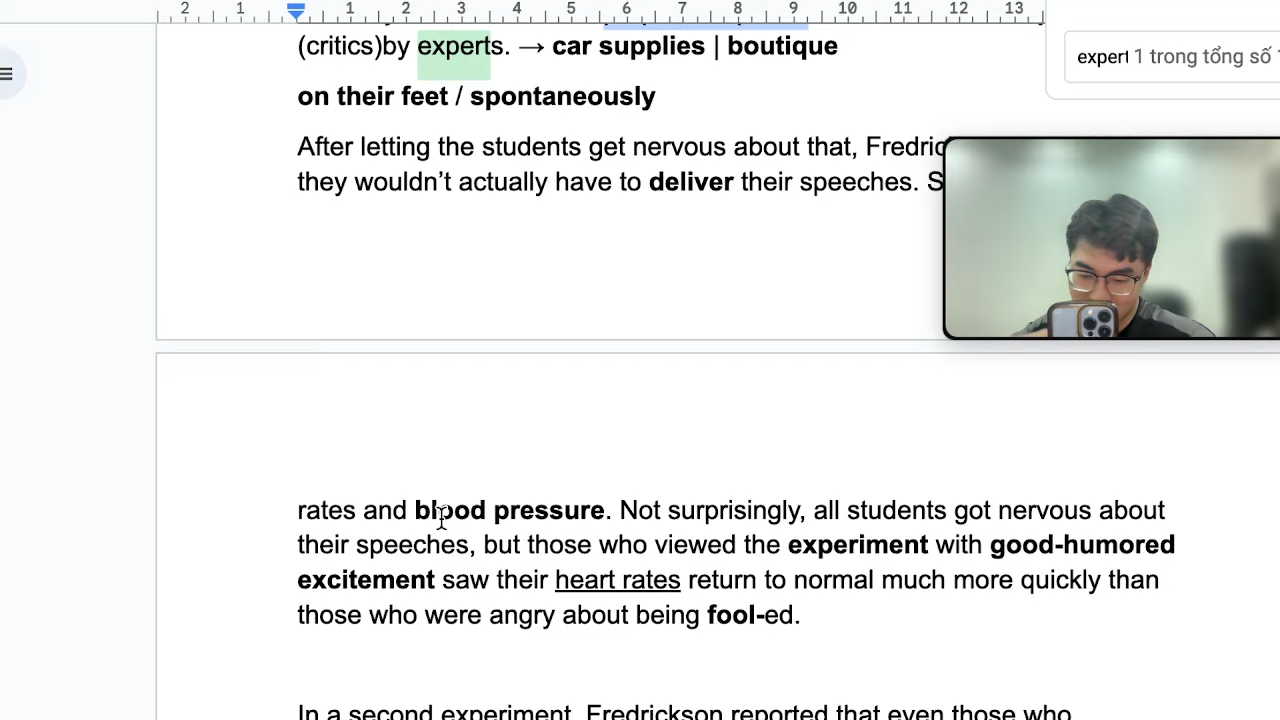 2 1 1 2 3 4 5 6 7 8 9 10 11 12 13
(critics)by experts. → car supplies | boutique
expert 1 trong tổng số
on their feet / spontaneously
After letting the students get nervous about that,
they wouldn’t actually have to deliver their speeches. S
rates and blood pressure. Not surprisingly, all students got nervous about
their speeches, but those who viewed the experiment with good-humored
excitement saw their heart rates return to normal much more quickly than
those who were angry about being fool-ed.
In a second experiment, Fredrickson reported that even those who